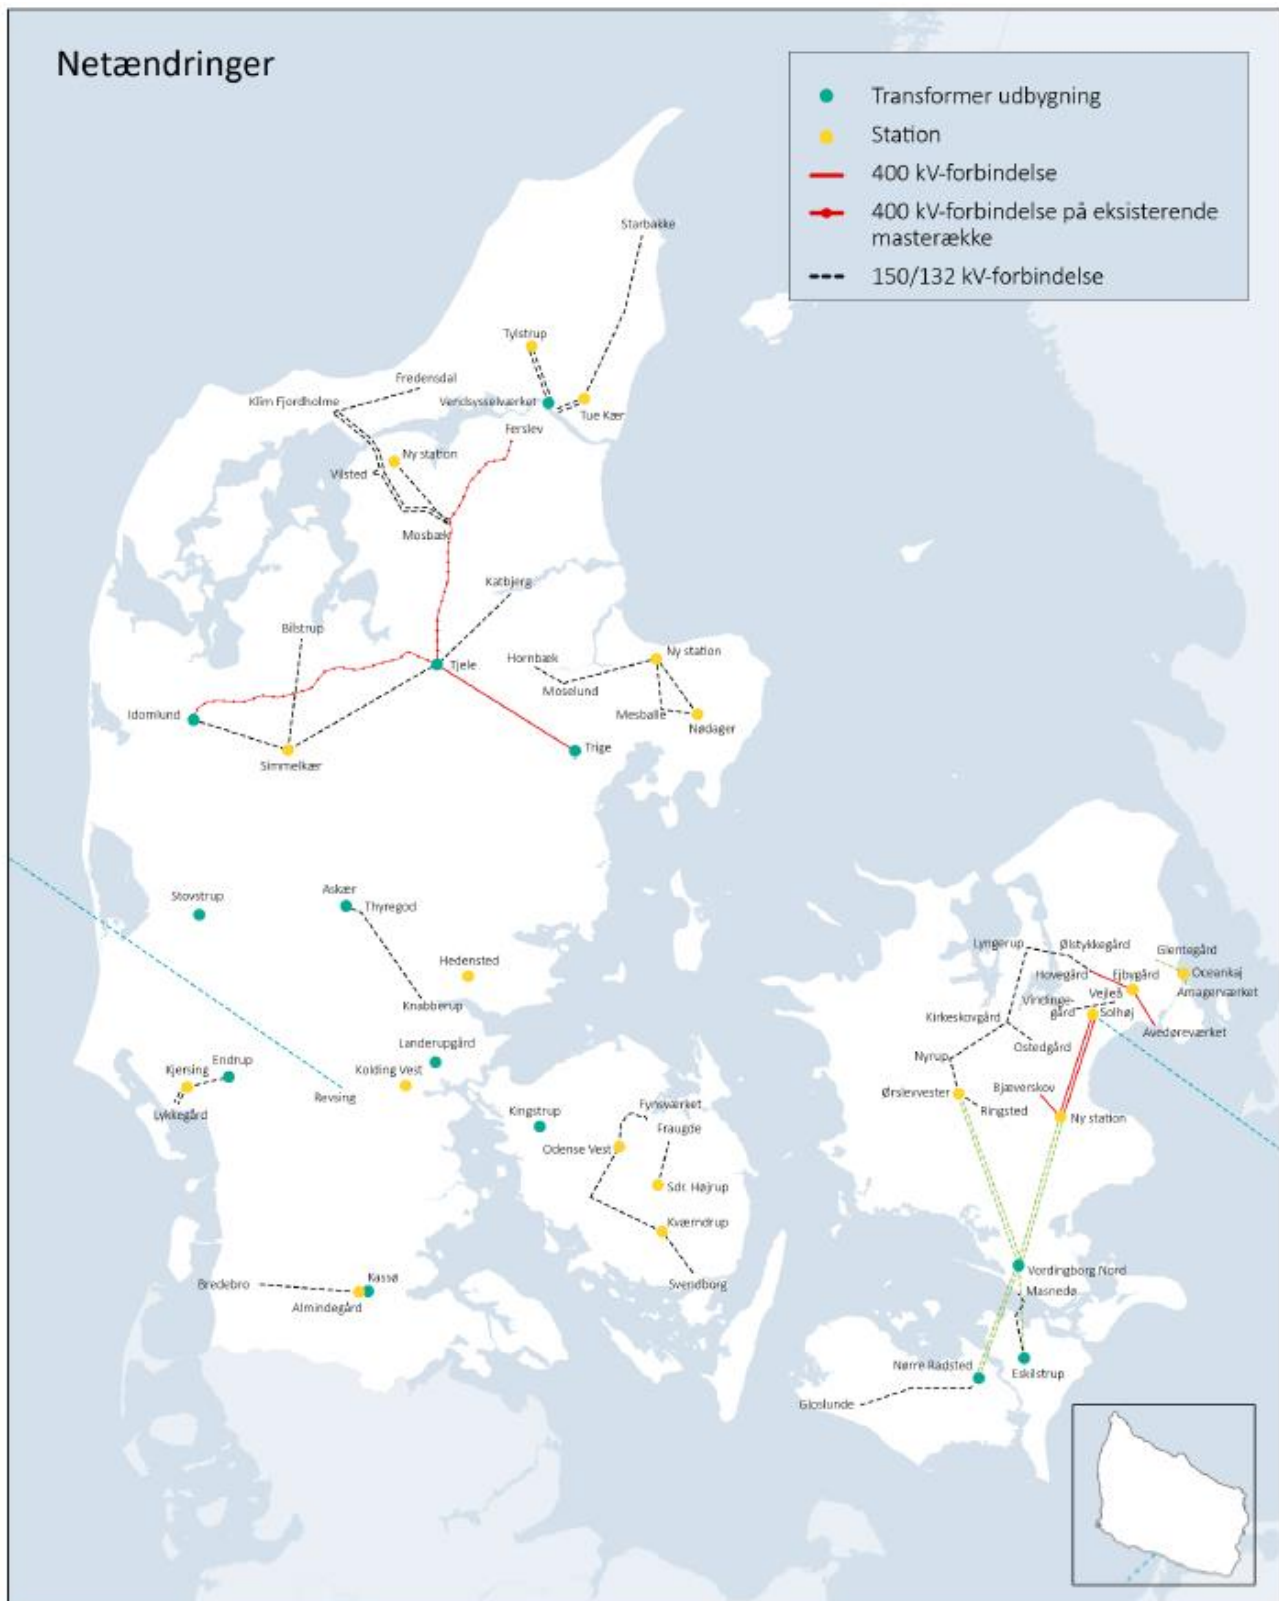 Netændringer
Transformer udbygning
Station
400 kV-forbindelse
400 kV-forbindelse på eksisterende
masterække
150/132 kV-forbindelse
Starbakke
Tylstrup
Fredensdal
Klim Fjordholme
Vendsysselværket
Tue Kær
Ferslev
Ny station
Vilsted
Mosbæk
Katbjerg
Bilstrup
Tjele
Hornbæk
Ny station
Moselund
Mesballe
Nødager
Idomlund
Simmelkær
Trige
Stovstrup
Askær
Thyregod
Hedensted
Knabberup
Landerupgård
Endrup
Kjersing
Kolding Vest
Revsing
Lykkegård
Kingstrup
Fynsværket
Fraugde
Odense Vest
Sdr. Højrup
Kværndrup
Svendborg
Bredebro
Kassø
Almindegård
Lyngerup
Ølstykkegård
Glentegård
Hovegård
Ejbygård
Oceankaj
Amagerværket
Vejleå
Vindinge-
gård
Solhøj
Kirkeskovgård
Avedøreværket
Ostedgård
Nyrup
Bjæverskov
Ørslevvester
Ringsted
Ny station
Vordingborg Nord
Masnedø
Nørre Radsted
Eskilstrup
Gloslunde